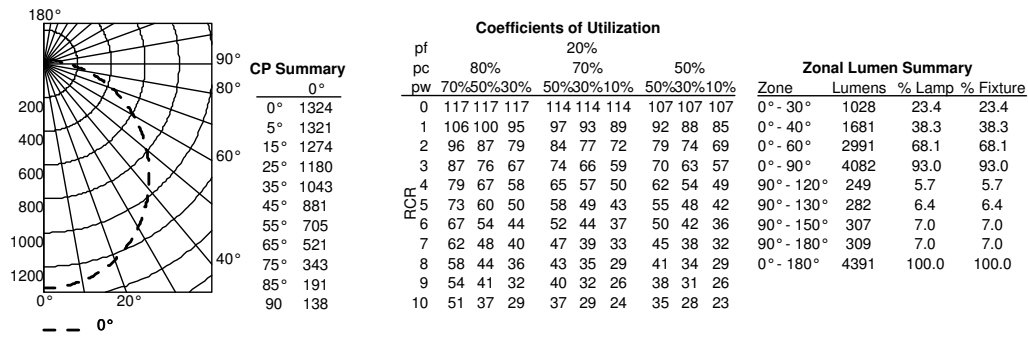 180°
90°
80°
60°
40°
200
400
600
800
1000
1200
0°
20°
0°
CP Summary
0°
0° 1324
5° 1321
15° 1274
25° 1180
35° 1043
45° 881
55° 705
65° 521
75° 343
85° 191
90 138
Coefficients of Utilization
pf 20%
pc 80% 70% 50%
pw 70%50%30% 50%30%10% 50%30%10%
RCR
0 117 117 117 114 114 114 107 107 107
1 106 100 95 97 93 89 92 88 85
2 96 87 79 84 77 72 79 74 69
3 87 76 67 74 66 59 70 63 57
4 79 67 58 65 57 50 62 54 49
5 73 60 50 58 49 43 55 48 42
6 67 54 44 52 44 37 50 42 36
7 62 48 40 47 39 33 45 38 32
8 58 44 36 43 35 29 41 34 29
9 54 41 32 40 32 26 38 31 26
10 51 37 29 37 29 24 35 28 23
Zonal Lumen Summary
Zone Lumens % Lamp % Fixture
0°- 30° 1028 23.4 23.4
0°- 40° 1681 38.3 38.3
0°- 60° 2991 68.1 68.1
0°- 90° 4082 93.0 93.0
90°- 120° 249 5.7 5.7
90°- 130° 282 6.4 6.4
90°- 150° 307 7.0 7.0
90°- 180° 309 7.0 7.0
0°- 180° 4391 100.0 100.0